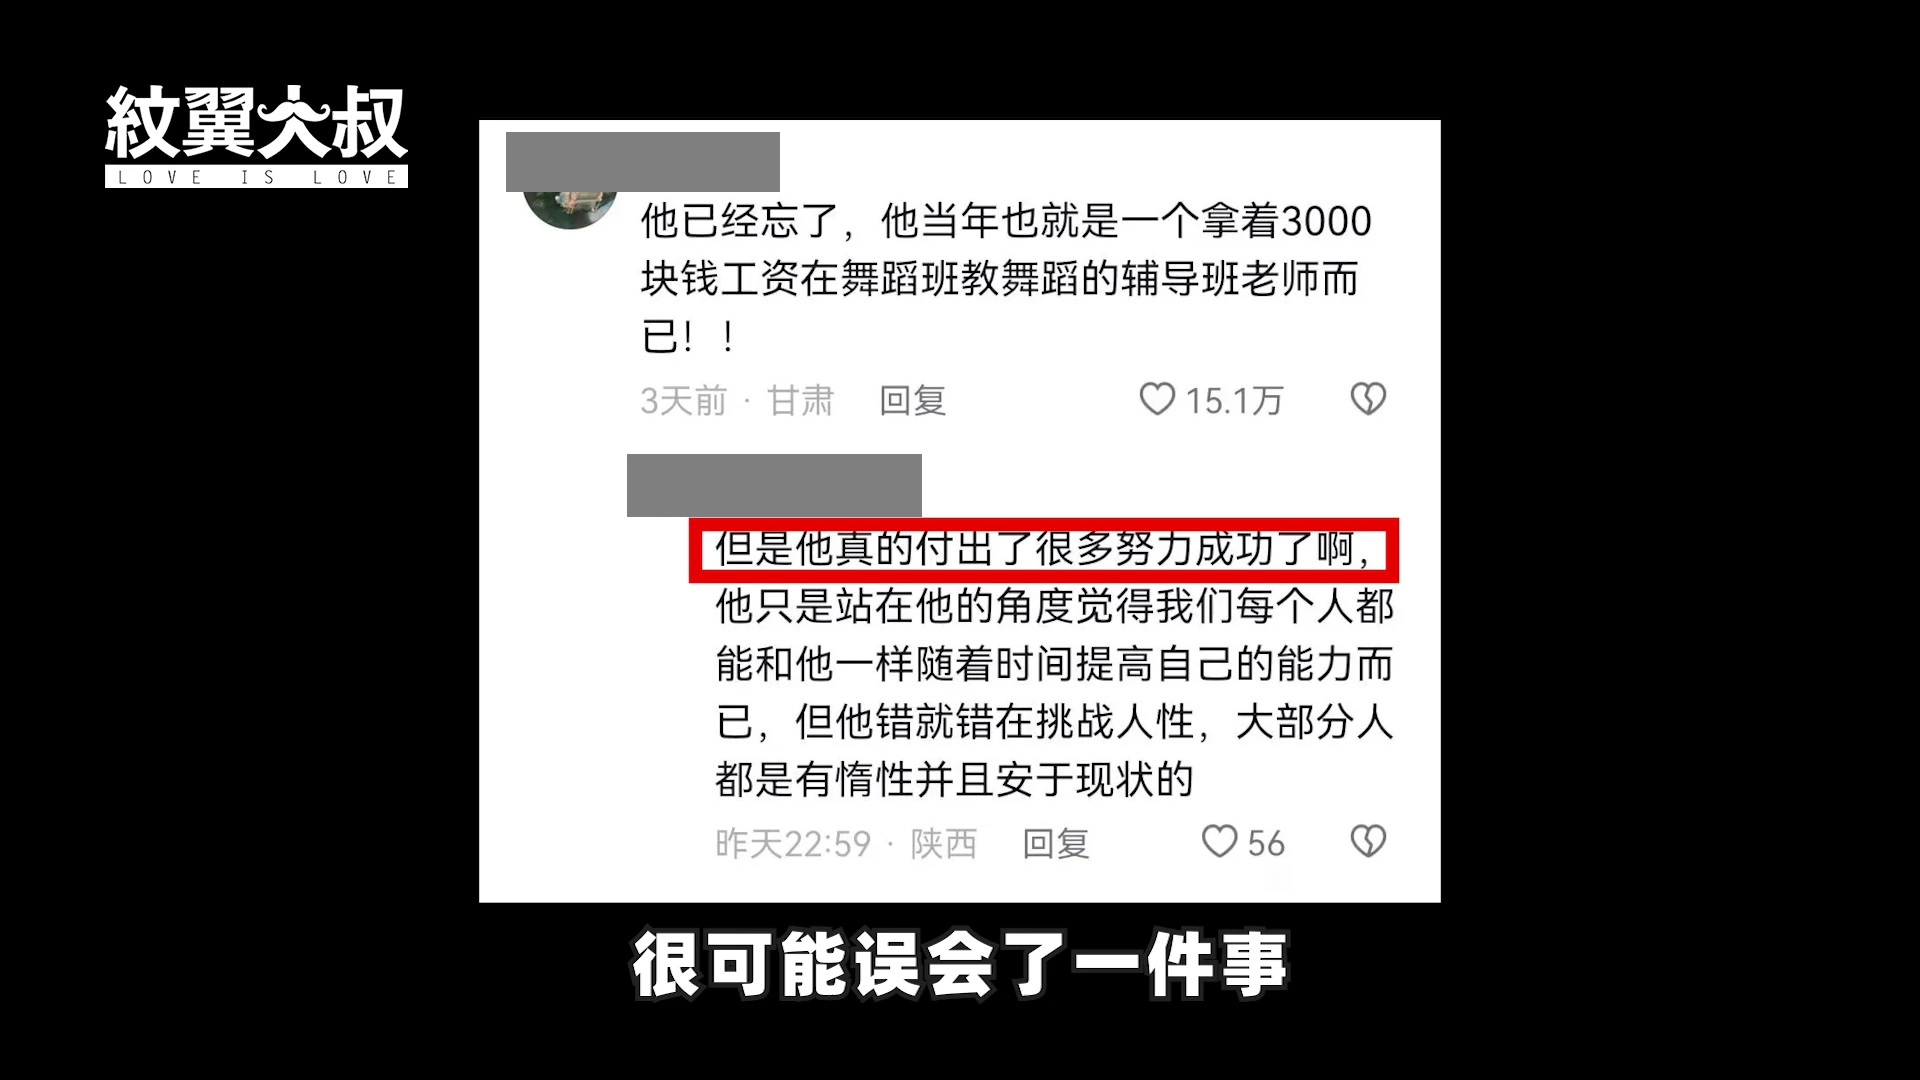 紋翼大叔
LOVE IS LOVE
他已经忘了，他当年也就是一个拿着3000
块钱工资在舞蹈班教舞蹈的辅导班老师而
已！！
3天前 · 甘肃 回复 15.1万
但是他真的付出了很多努力成功了啊，
他只是站在他的角度觉得我们每个人都
能和他一样随着时间提高自己的能力而
已，但他错就错在挑战人性，大部分人
都是有惰性并且安于现状的
昨天22:59 · 陕西 回复 56
很可能误会了一件事